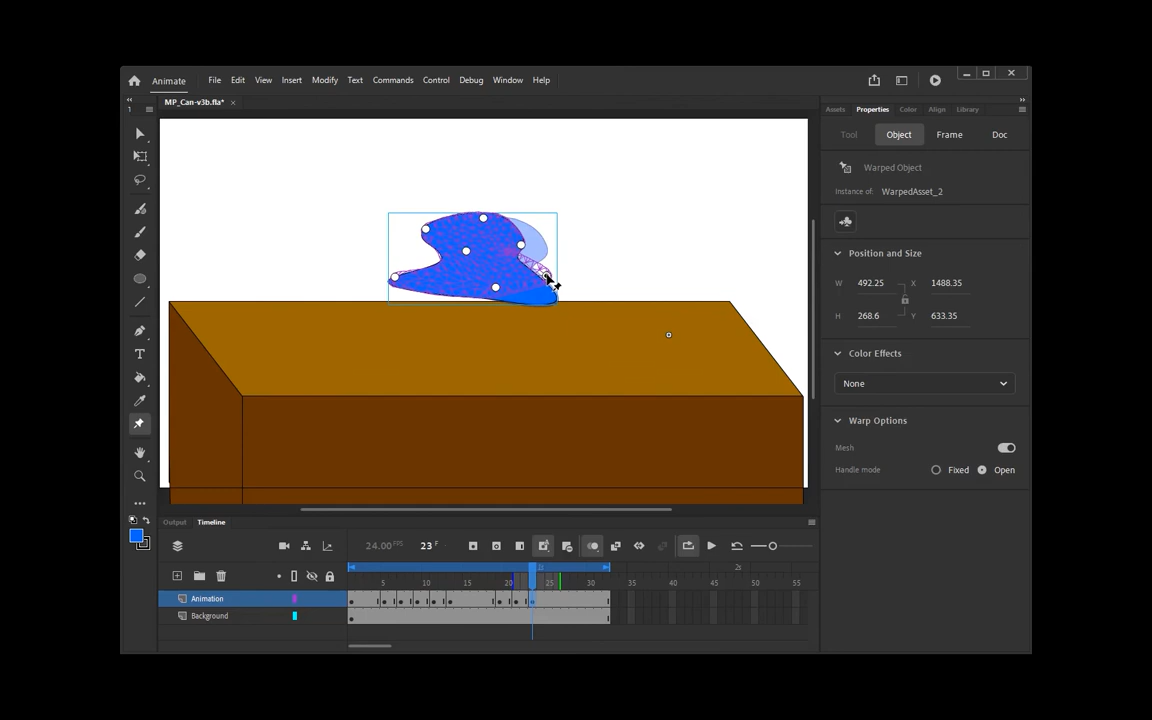 Animate File Edit View Insert Modify Text Commands Control Debug Window Help
1 MP_Can-v3b.fla* ×
Assets Properties Color Align Library
Tool Object Frame Doc
Warped Object
Instance of: WarpedAsset_2
Position and Size
W 492.25 X 1488.35
H 268.6 Y 633.35
Color Effects
None
Warp Options
Mesh
Handle mode Fixed Open
Output Timeline
24.00 FPS 23 F
1s 2s
5 10 15 20 25 30 35 40 45 50 55
Animation
Background